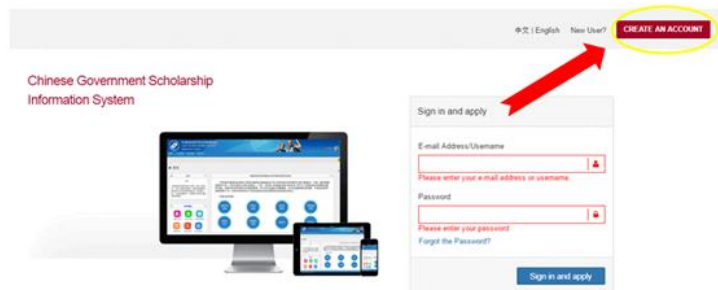 中文 | English New User? CREATE AN ACCOUNT
Chinese Government Scholarship
Information System
Sign in and apply
E-mail Address/Username
Please enter your e-mail address or username
Password
Please enter your password
Forgot the Password?
Sign in and apply